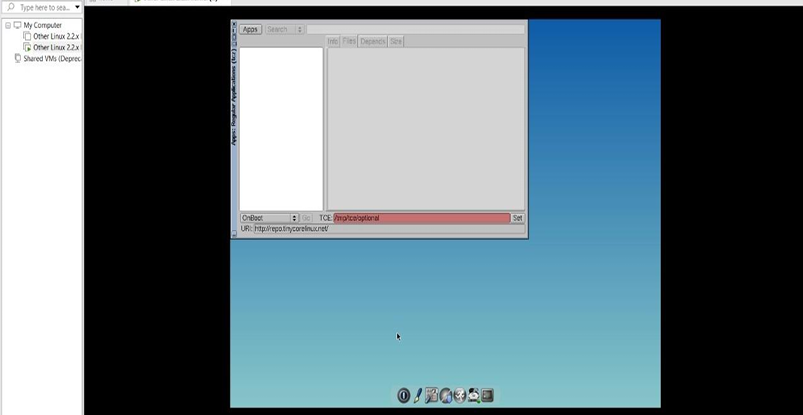 Type here to sea...
My Computer
Other Linux 2.2.x
Other Linux 2.2.x
Shared VMs (Deprec
Apps: Regular Applications (tcz)
Apps Search
Info Files Depends Size
OnBoot Go TCE: /tmp/tce/optional Set
URI: http://repo.tinycorelinux.net/